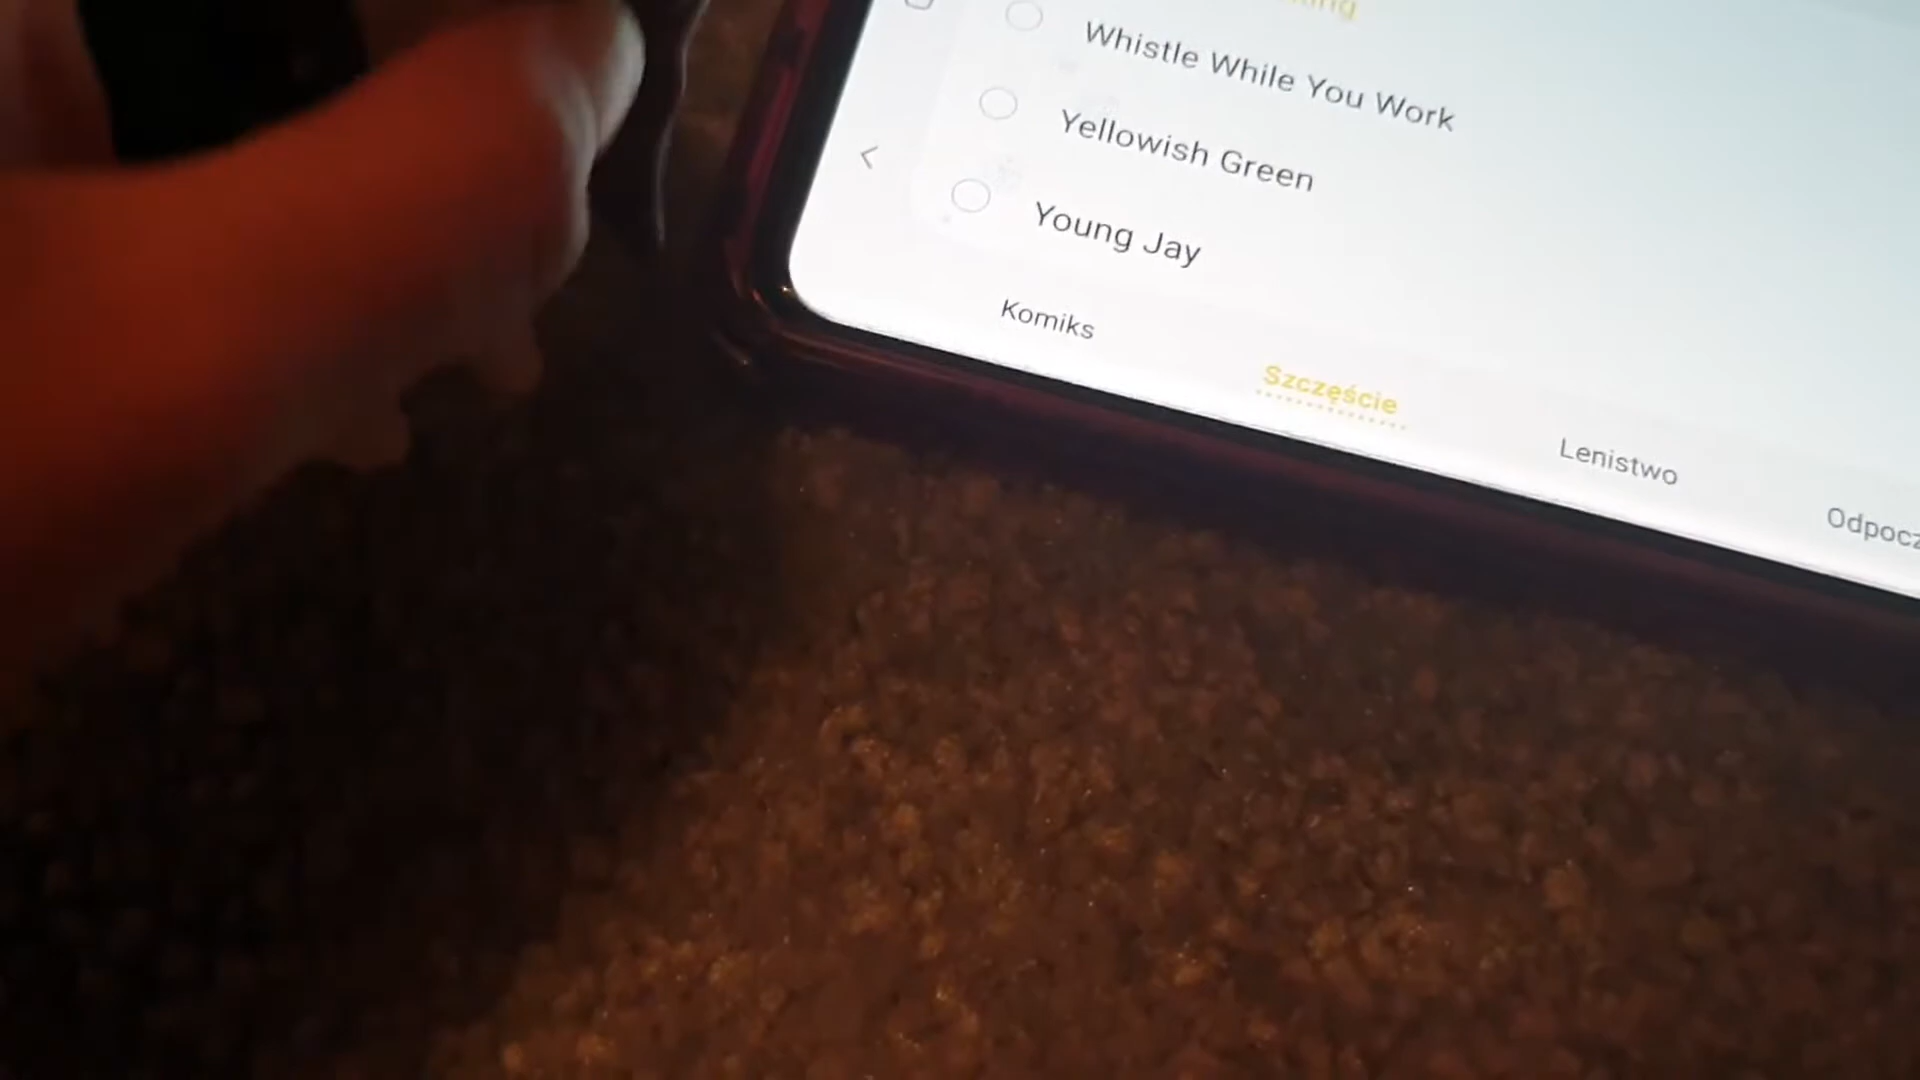 Whistle While You Work
Yellowish Green
Young Jay
Komiks
Szczęście
Lenistwo